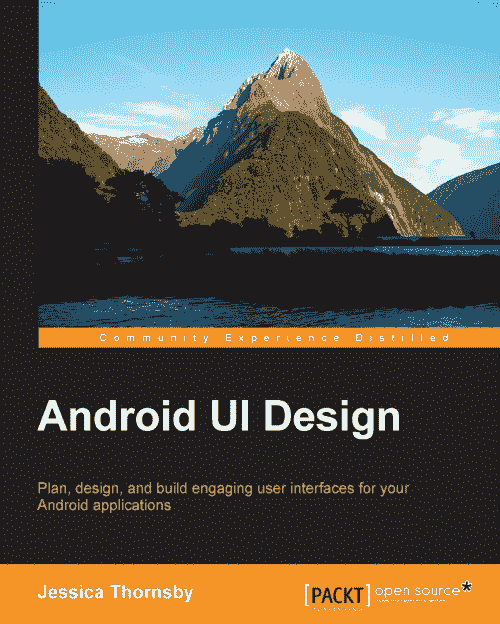 Community Experience Distilled
Android UI Design
Plan, design, and build engaging user interfaces for your
Android applications
Jessica Thornsby
[PACKT] open source*